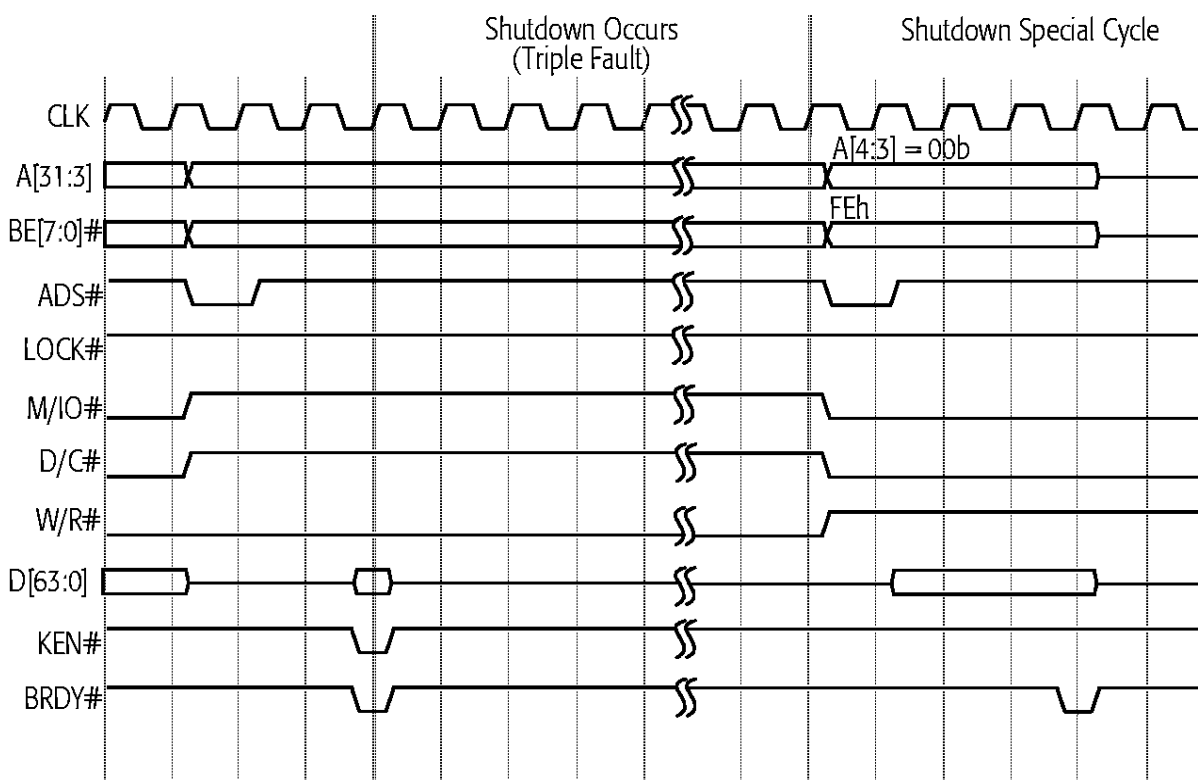 Shutdown Occurs
(Triple Fault)
Shutdown Special Cycle
CLK
A[31:3]
A[4:3] = 00b
BE[7:0]#
FEh
ADS#
LOCK#
M/IO#
D/C#
W/R#
D[63:0]
KEN#
BRDY#